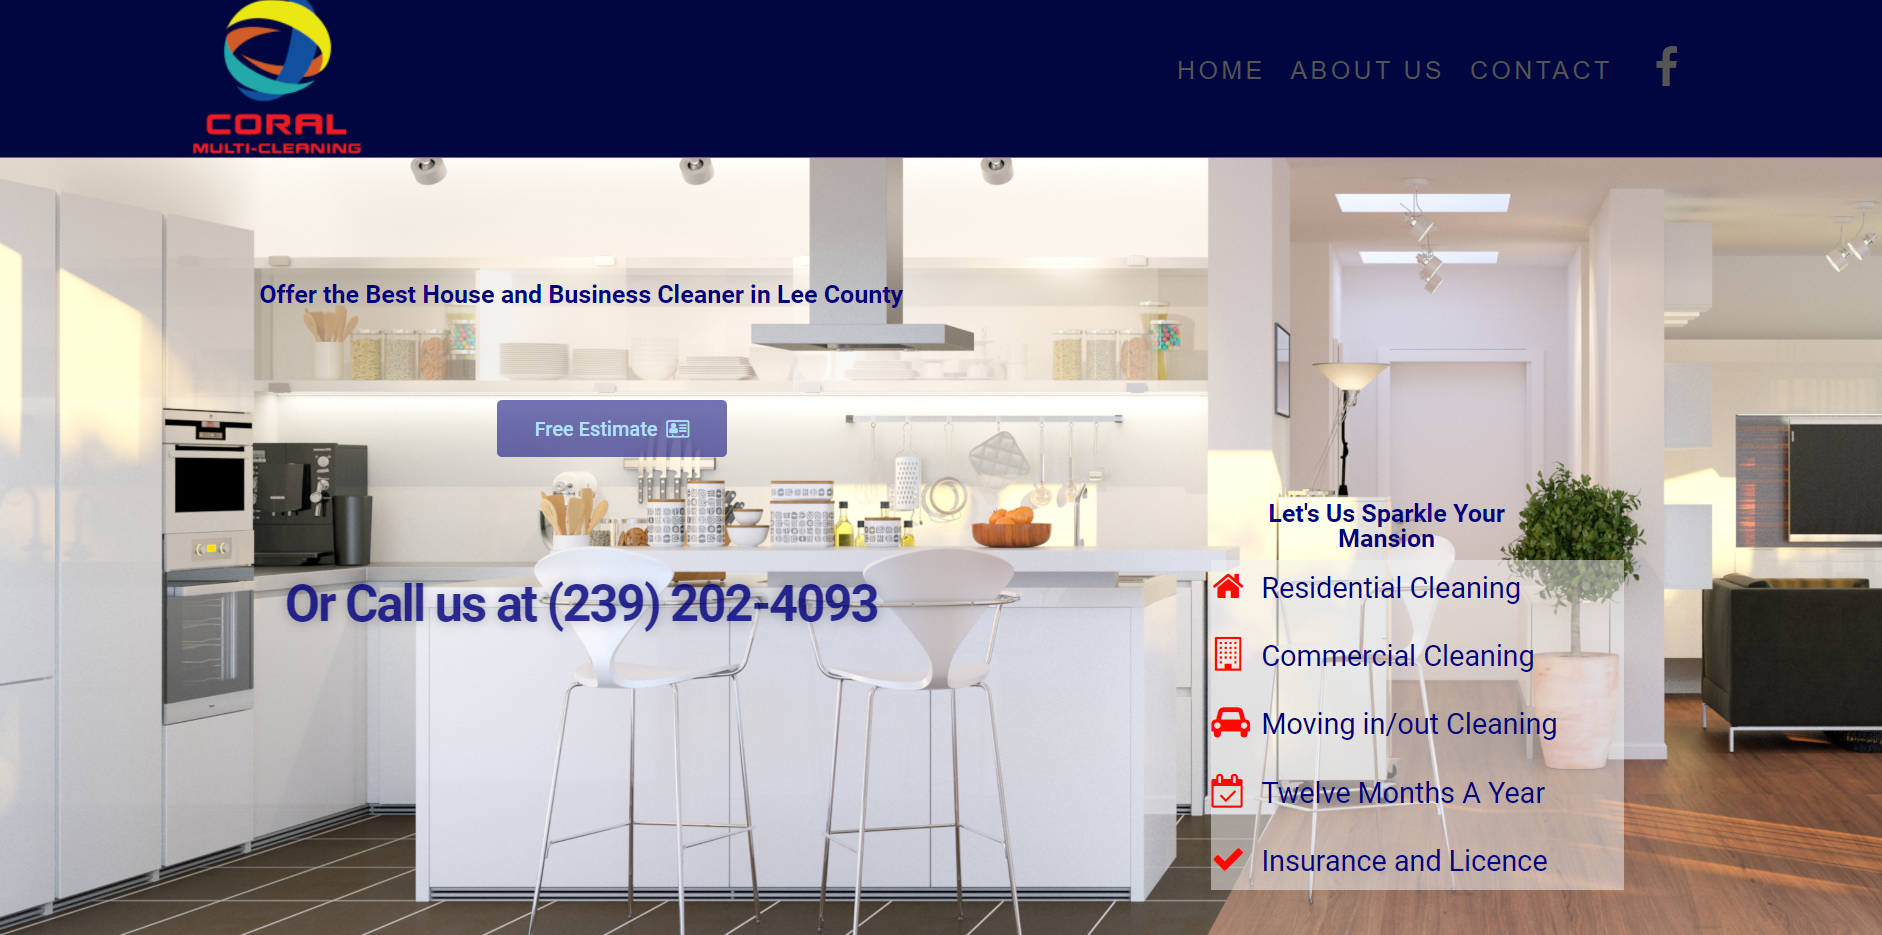 CORAL
MULTI-CLEANING
HOME ABOUT US CONTACT
Offer the Best House and Business Cleaner in Lee County
Free Estimate
Or Call us at (239) 202-4093
Let's Us Sparkle Your
Mansion
Residential Cleaning
Commercial Cleaning
Moving in/out Cleaning
Twelve Months A Year
Insurance and Licence